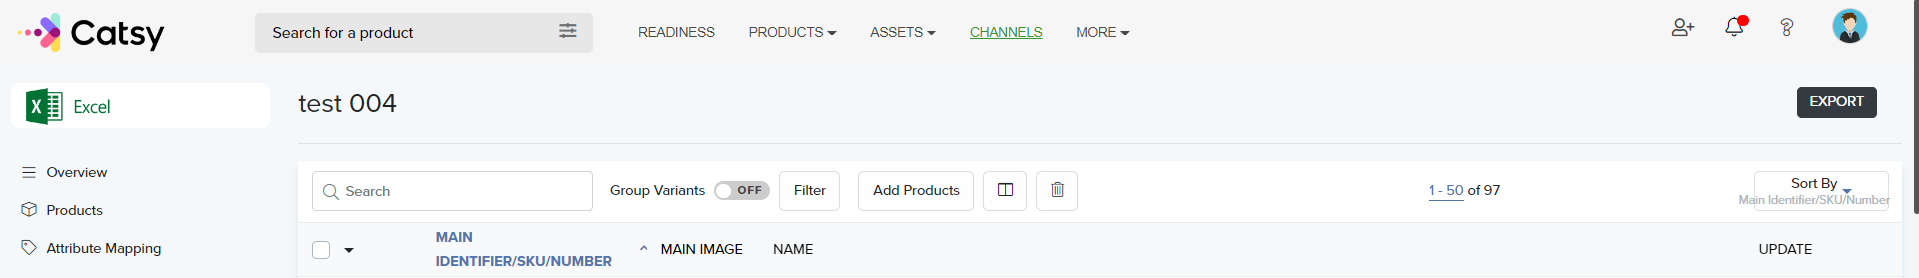 Catsy
Search for a product
READINESS
PRODUCTS
ASSETS
CHANNELS
MORE
Excel
test 004
EXPORT
Overview
Products
Attribute Mapping
Search
Group Variants OFF
Filter
Add Products
1 - 50 of 97
Sort By
Main Identifier/SKU/Number
MAIN
IDENTIFIER/SKU/NUMBER
MAIN IMAGE
NAME
UPDATE